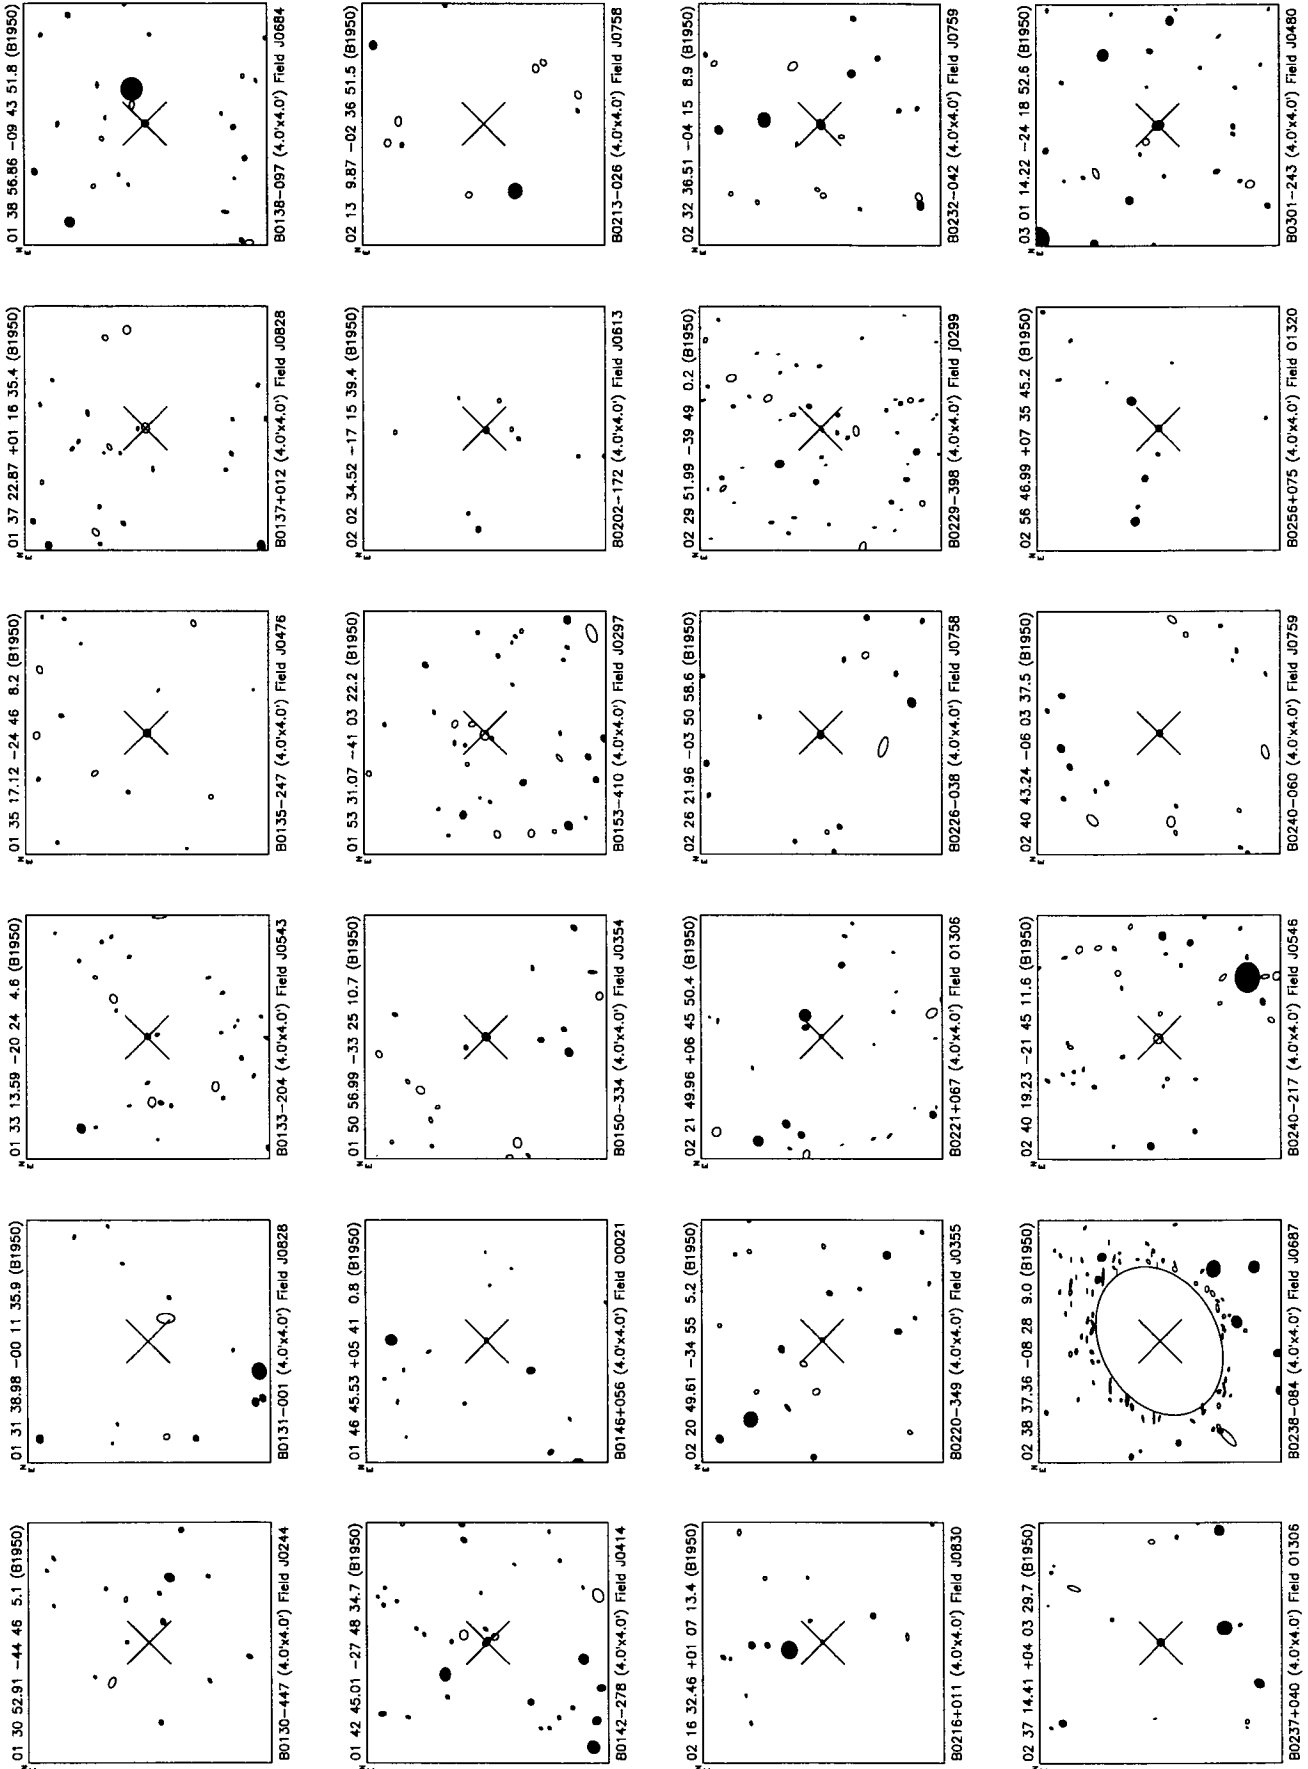 01 30 52.91 -44 46 5.1 (B1950)
N
E
B0130-447 (4.0'x4.0') Field J0244
01 31 38.98 -00 11 35.9 (B1950)
N
E
B0131-001 (4.0'x4.0') Field J0828
01 33 13.59 -20 24 4.6 (B1950)
N
E
B0133-204 (4.0'x4.0') Field J0543
01 35 17.12 -24 46 8.2 (B1950)
N
E
B0135-247 (4.0'x4.0') Field J0476
01 37 22.87 +01 16 35.4 (B1950)
N
E
B0137+012 (4.0'x4.0') Field J0828
01 38 56.86 -09 43 51.8 (B1950)
N
E
B0138-097 (4.0'x4.0') Field J0684
01 42 45.01 -27 48 34.7 (B1950)
N
E
B0142-278 (4.0'x4.0') Field J0414
01 46 45.53 +05 41 0.8 (B1950)
N
E
B0146+056 (4.0'x4.0') Field O0021
01 50 56.99 -33 25 10.7 (B1950)
N
E
B0150-334 (4.0'x4.0') Field J0354
01 53 31.07 -41 03 22.2 (B1950)
N
E
B0153-410 (4.0'x4.0') Field J0297
02 02 34.52 -17 15 39.4 (B1950)
N
E
B0202-172 (4.0'x4.0') Field J0613
02 13 9.87 -02 36 51.5 (B1950)
N
E
B0213-026 (4.0'x4.0') Field J0758
02 16 32.46 +01 07 13.4 (B1950)
N
E
B0216+011 (4.0'x4.0') Field J0830
02 20 49.61 -34 55 5.2 (B1950)
N
E
B0220-349 (4.0'x4.0') Field J0355
02 21 49.96 +06 45 50.4 (B1950)
N
E
B0221+067 (4.0'x4.0') Field O1306
02 26 21.96 -03 50 58.6 (B1950)
N
E
B0226-038 (4.0'x4.0') Field J0758
02 29 51.99 -39 49 0.2 (B1950)
N
E
B0229-398 (4.0'x4.0') Field j0299
02 32 36.51 -04 15 8.9 (B1950)
N
E
B0232-042 (4.0'x4.0') Field J0759
02 37 14.41 +04 03 29.7 (B1950)
N
E
B0237+040 (4.0'x4.0') Field O1306
02 38 37.36 -08 28 9.0 (B1950)
N
E
B0238-084 (4.0'x4.0') Field J0687
02 40 19.23 -21 45 11.6 (B1950)
N
E
B0240-217 (4.0'x4.0') Field J0546
02 40 43.24 -06 03 37.5 (B1950)
N
E
B0240-060 (4.0'x4.0') Field J0759
02 56 46.99 +07 35 45.2 (B1950)
N
E
B0256+075 (4.0'x4.0') Field O1320
03 01 14.22 -24 18 52.6 (B1950)
N
E
B0301-243 (4.0'x4.0') Field J0480